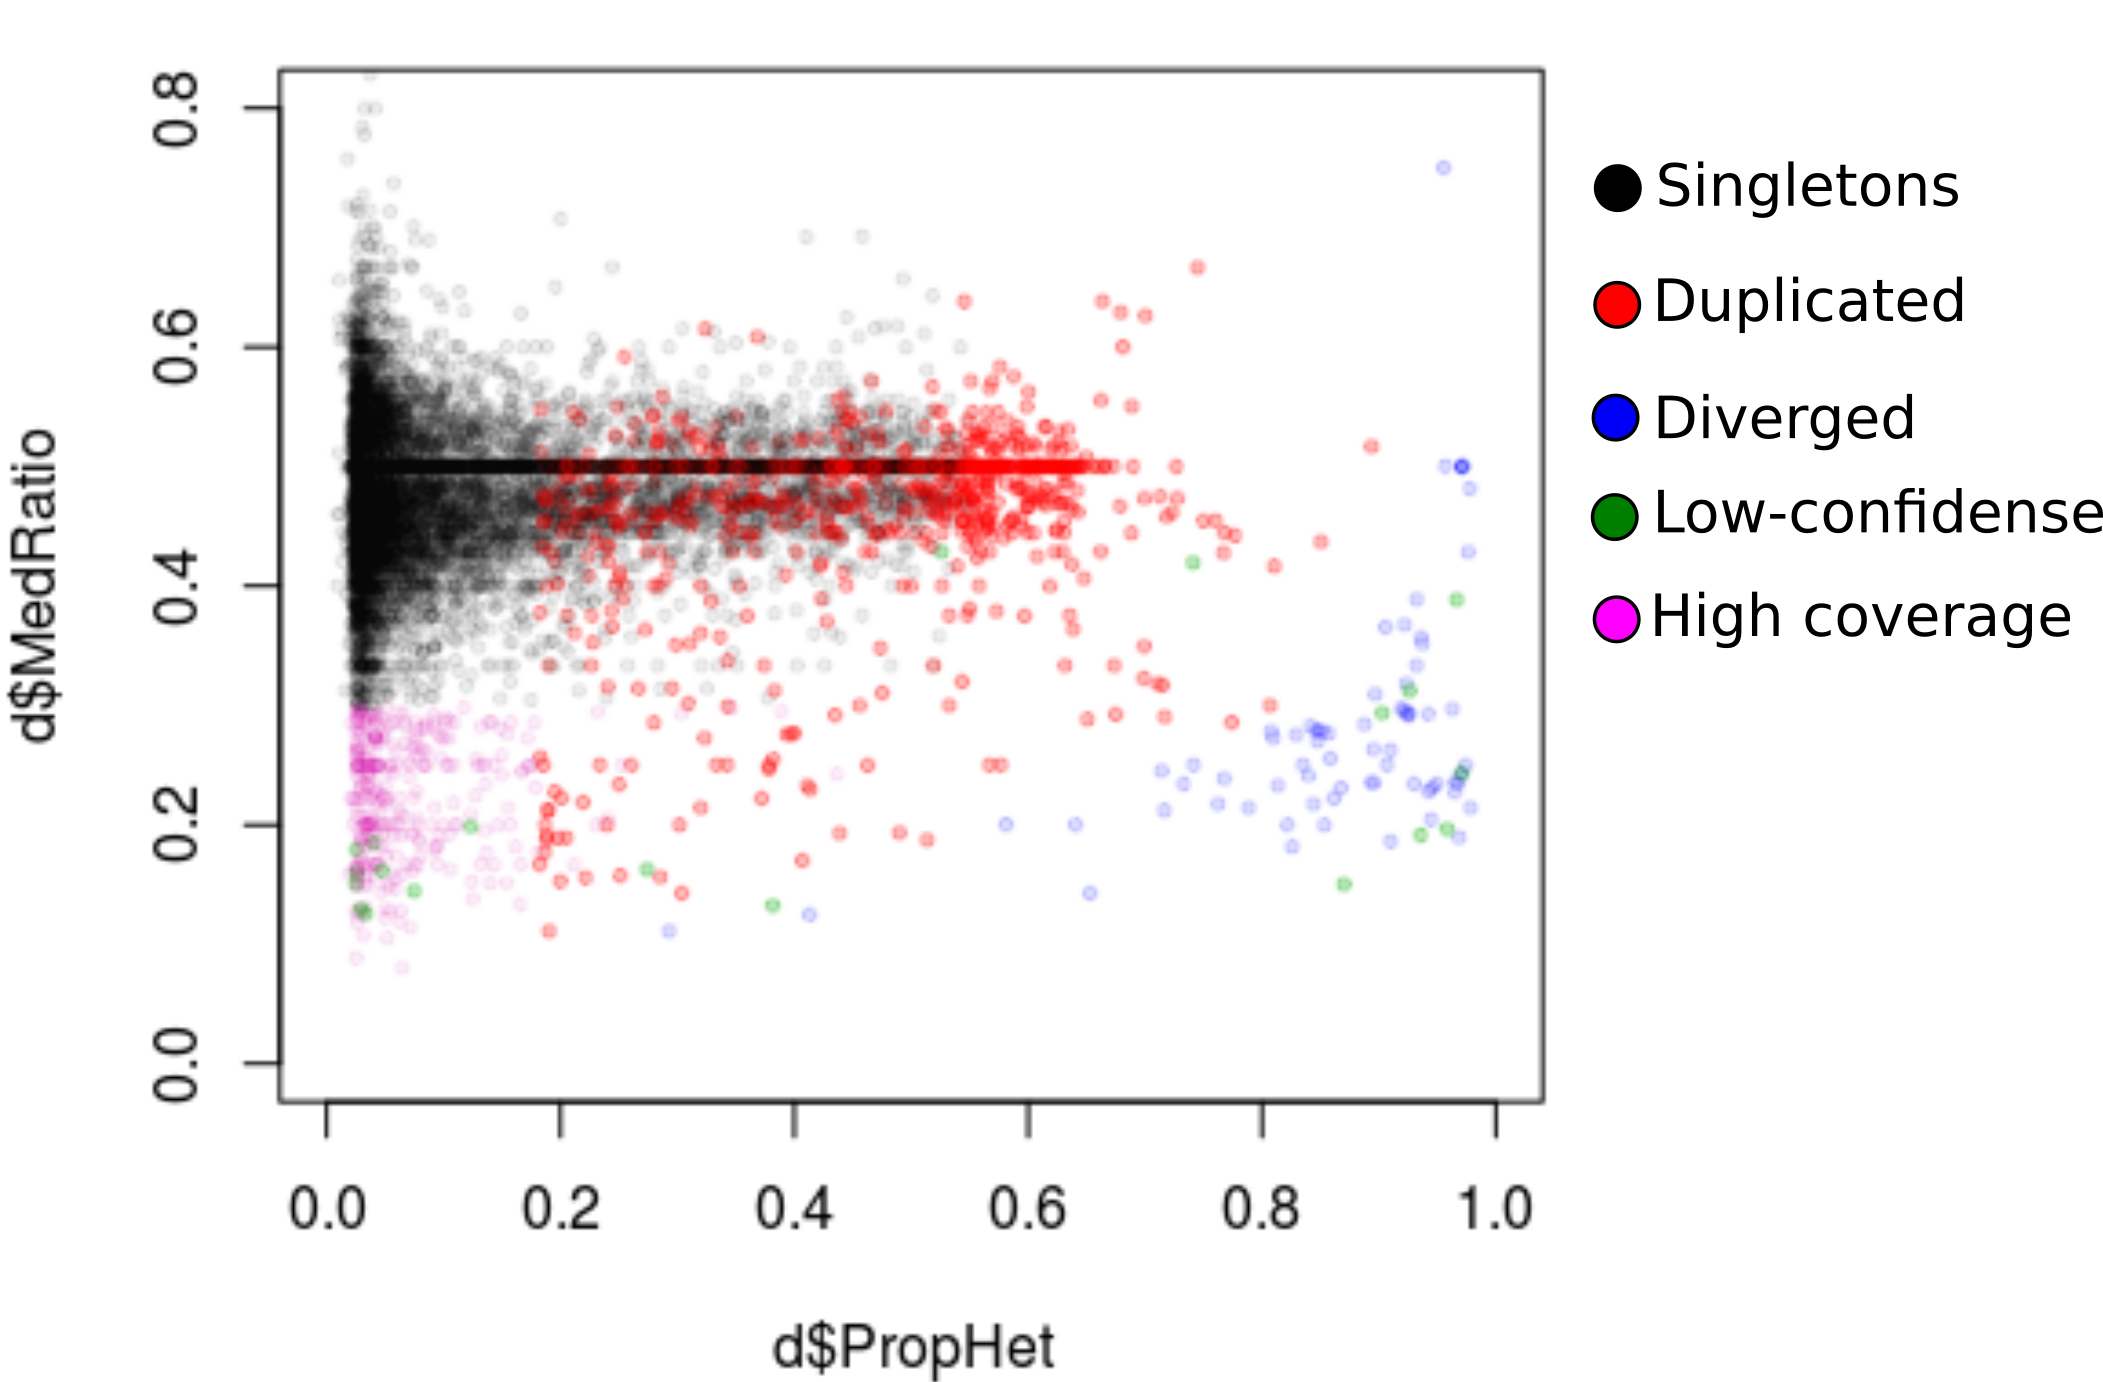 0.8
0.6
0.4
0.2
0.0
d$MedRatio
0.0 0.2 0.4 0.6 0.8 1.0
d$PropHet
Singletons
Duplicated
Diverged
Low-confidense
High coverage